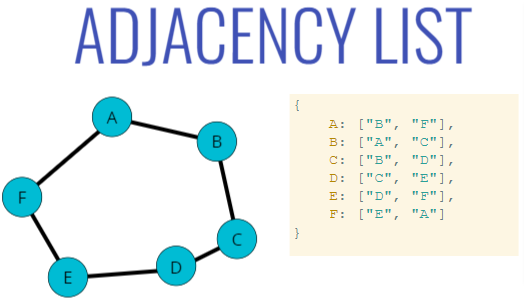 ADJACENCY LIST
A
B
F
C
D
E
{
A: ["B", "F"],
B: ["A", "C"],
C: ["B", "D"],
D: ["C", "E"],
E: ["D", "F"],
F: ["E", "A"]
}